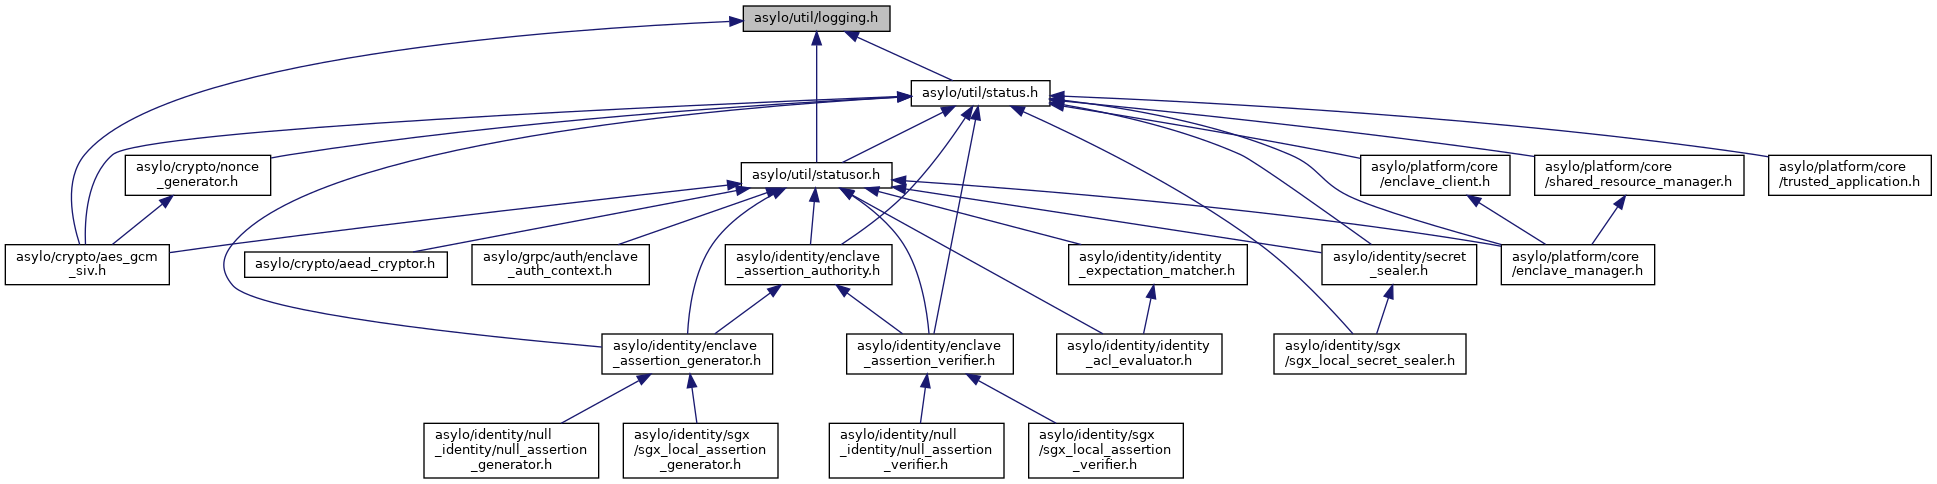 asylo/util/logging.h
asylo/util/status.h
asylo/crypto/nonce
_generator.h
asylo/util/statusor.h
asylo/platform/core
/enclave_client.h
asylo/platform/core
/shared_resource_manager.h
asylo/platform/core
/trusted_application.h
asylo/crypto/aes_gcm
_siv.h
asylo/crypto/aead_cryptor.h
asylo/grpc/auth/enclave
_auth_context.h
asylo/identity/enclave
_assertion_authority.h
asylo/identity/identity
_expectation_matcher.h
asylo/identity/secret
_sealer.h
asylo/platform/core
/enclave_manager.h
asylo/identity/enclave
_assertion_generator.h
asylo/identity/enclave
_assertion_verifier.h
asylo/identity/identity
_acl_evaluator.h
asylo/identity/sgx
/sgx_local_secret_sealer.h
asylo/identity/null
_identity/null_assertion
_generator.h
asylo/identity/sgx
/sgx_local_assertion
_generator.h
asylo/identity/null
_identity/null_assertion
_verifier.h
asylo/identity/sgx
/sgx_local_assertion
_verifier.h